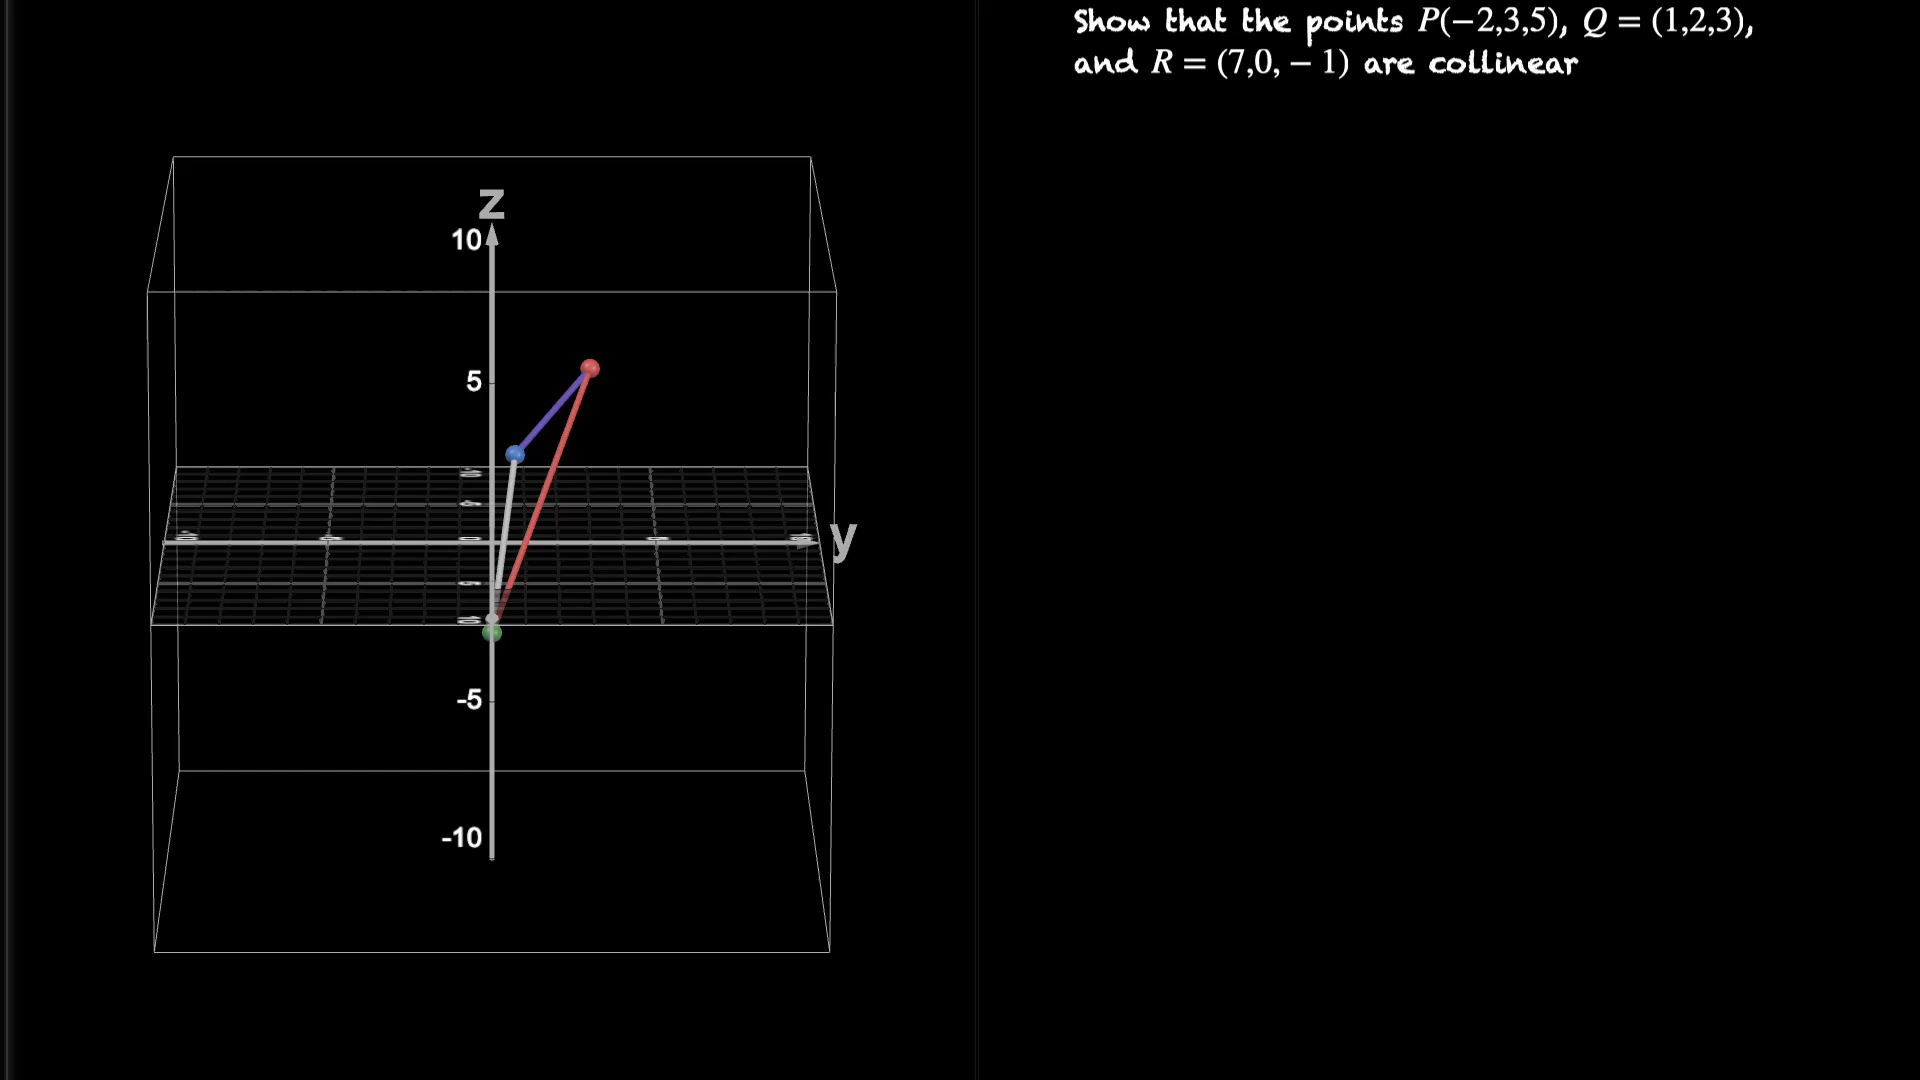 Show that the points P(−2,3,5), Q = (1,2,3),
and R = (7,0, − 1) are collinear
z
10
5
y
-5
-10